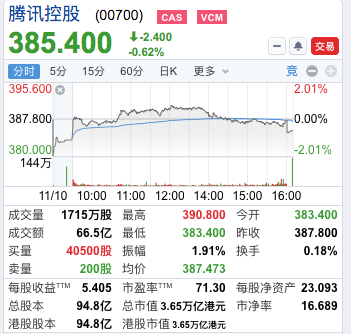 腾讯控股 (00700) CAS VCM
385.400 -2.400
-0.62%
交易
分时 5分 15分 60分 日K 更多 竞
395.600 2.01%
387.800 0.00%
380.000 -2.01%
144万
11/10 10:00 11:00 12:00 14:00 15:00 16:00
成交量 1715万股 最高 390.800 今开 383.400
成交额 66.5亿 最低 383.400 昨收 387.800
买量 40500股 振幅 1.91% 换手 0.18%
卖量 200股 均价 387.473
每股收益TTM 5.405 市盈率TTM 71.30 每股净资产 23.093
总股本 94.8亿 总市值 3.65万亿港元 市净率 16.689
港股股本 94.8亿 港股市值 3.65万亿港元